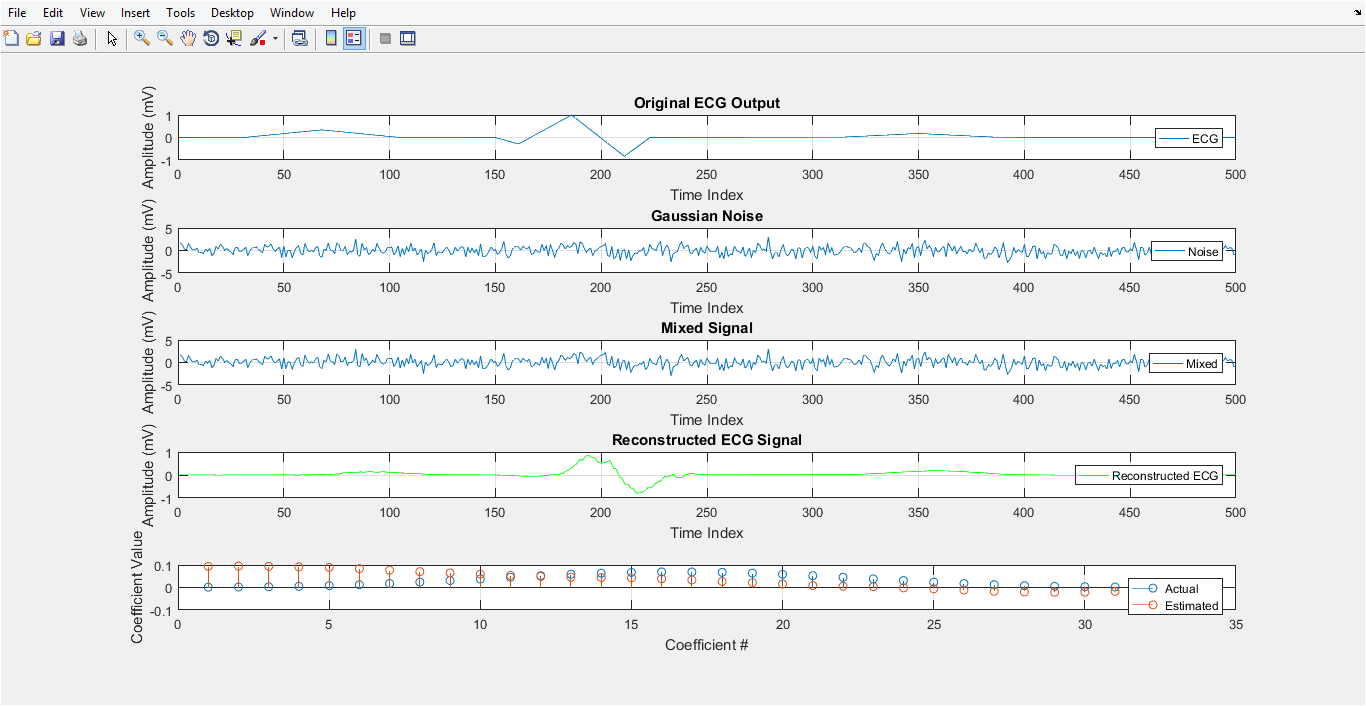 File Edit View Insert Tools Desktop Window Help
Original ECG Output
Amplitude (mV)
1
0
-1
ECG
0 50 100 150 200 250 300 350 400 450 500
Time Index
Gaussian Noise
Amplitude (mV)
5
0
-5
Noise
0 50 100 150 200 250 300 350 400 450 500
Time Index
Mixed Signal
Amplitude (mV)
5
0
-5
Mixed
0 50 100 150 200 250 300 350 400 450 500
Time Index
Reconstructed ECG Signal
Amplitude (mV)
1
0
-1
Reconstructed ECG
0 50 100 150 200 250 300 350 400 450 500
Time Index
Coefficient Value
0.1
0
-0.1
Actual
Estimated
0 5 10 15 20 25 30 35
Coefficient #